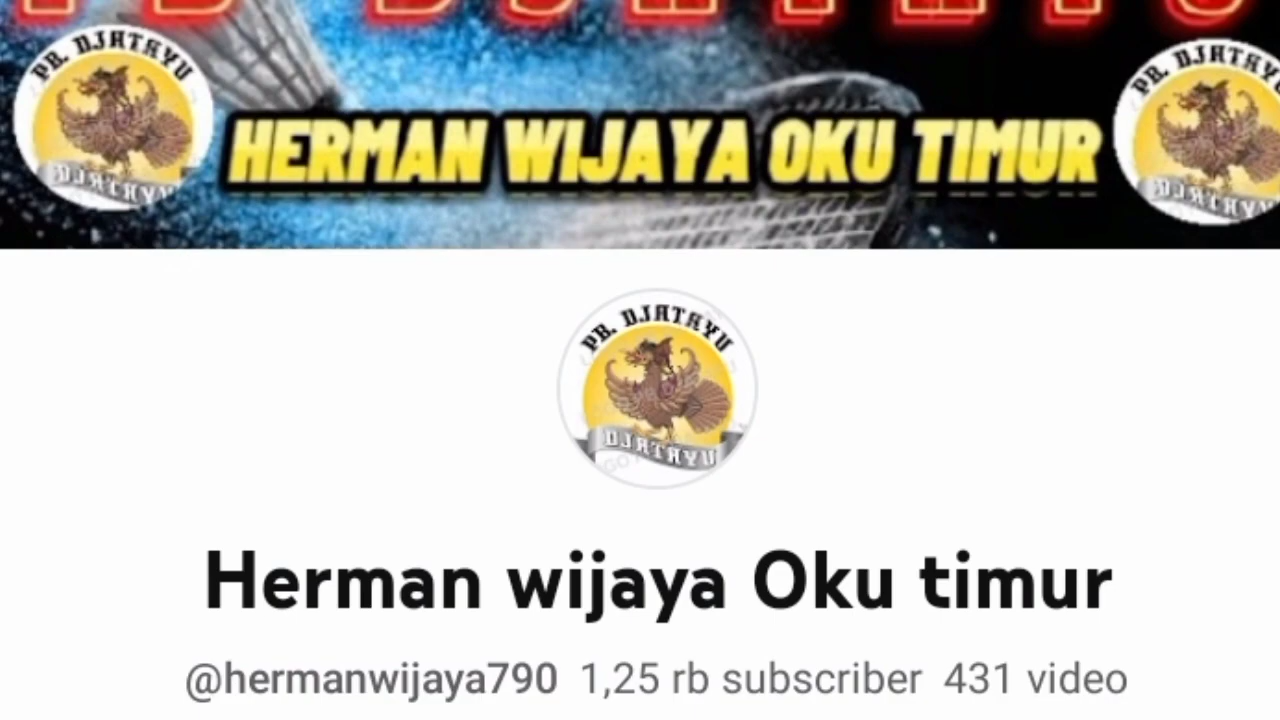 PB DJATAYU
PB. DJATAYU
DJATAYU
HERMAN WIJAYA OKU TIMUR
PB. DJATAYU
DJATAYU
PB. DJATAYU
DJATAYU
Herman wijaya Oku timur
@hermanwijaya790 1,25 rb subscriber 431 video